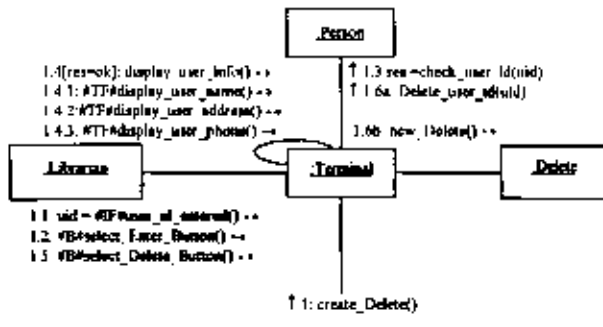 :Person
1.4[res=ok]: display_user_info() →
1.4.1: #TF#display_user_name() →
1.4.2: #TF#display_user_address() →
1.4.3: #TF#display_user_phone() →
↑ 1.3 res =check_user_Id(uid)
↑ 1.6a Delete_user_id(uid)
1.6b new_Delete() →
:Librarian
:Terminal
:Delete
1.1 uid = #TF#user_id_entered() →
1.2 #B#select_Enter_Button() →
1.5 #B#select_Delete_Button() →
↑ 1: create_Delete()